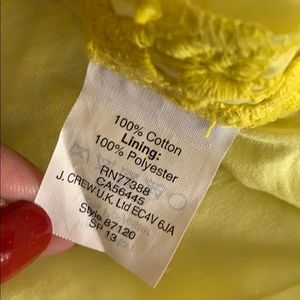 100% Cotton
Lining:
100% Polyester
RN77388
CA56445
J. CREW U.K. Ltd EC4V 6JA
Style 87120
SP 13